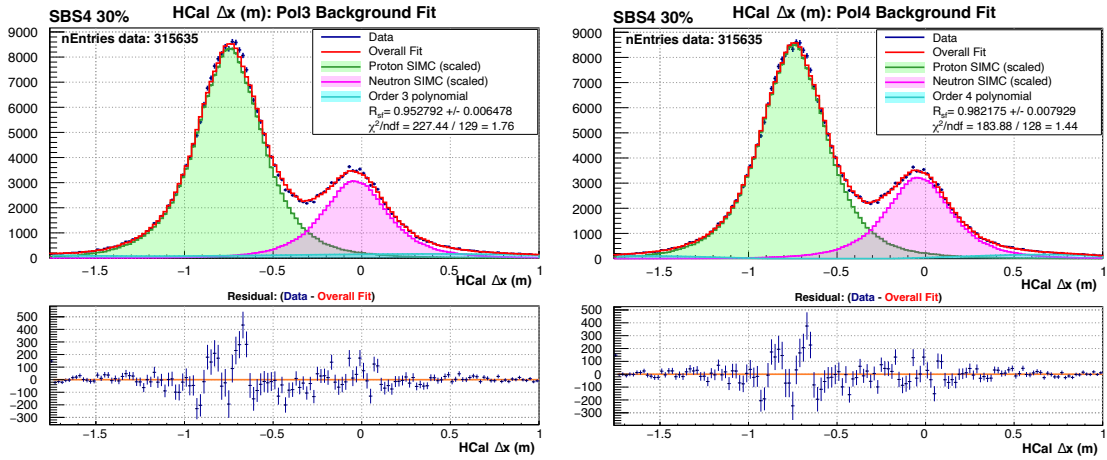 SBS4 30%
HCal Δx (m): Pol3 Background Fit
nEntries data: 315635
Data
Overall Fit
Proton SIMC (scaled)
Neutron SIMC (scaled)
Order 3 polynomial
R_sf= 0.952792 +/- 0.006478
χ²/ndf = 227.44 / 129 = 1.76
9000
8000
7000
6000
5000
4000
3000
2000
1000
0
−1.5
−1
−0.5
0
0.5
1
HCal Δx (m)
Residual: (Data - Overall Fit)
500
400
300
200
100
0
−100
−200
−300
−1.5
−1
−0.5
0
0.5
1
HCal Δx (m)
SBS4 30%
HCal Δx (m): Pol4 Background Fit
nEntries data: 315635
Data
Overall Fit
Proton SIMC (scaled)
Neutron SIMC (scaled)
Order 4 polynomial
R_sf= 0.982175 +/- 0.007929
χ²/ndf = 183.88 / 128 = 1.44
9000
8000
7000
6000
5000
4000
3000
2000
1000
0
−1.5
−1
−0.5
0
0.5
1
HCal Δx (m)
Residual: (Data - Overall Fit)
500
400
300
200
100
0
−100
−200
−300
−1.5
−1
−0.5
0
0.5
1
HCal Δx (m)